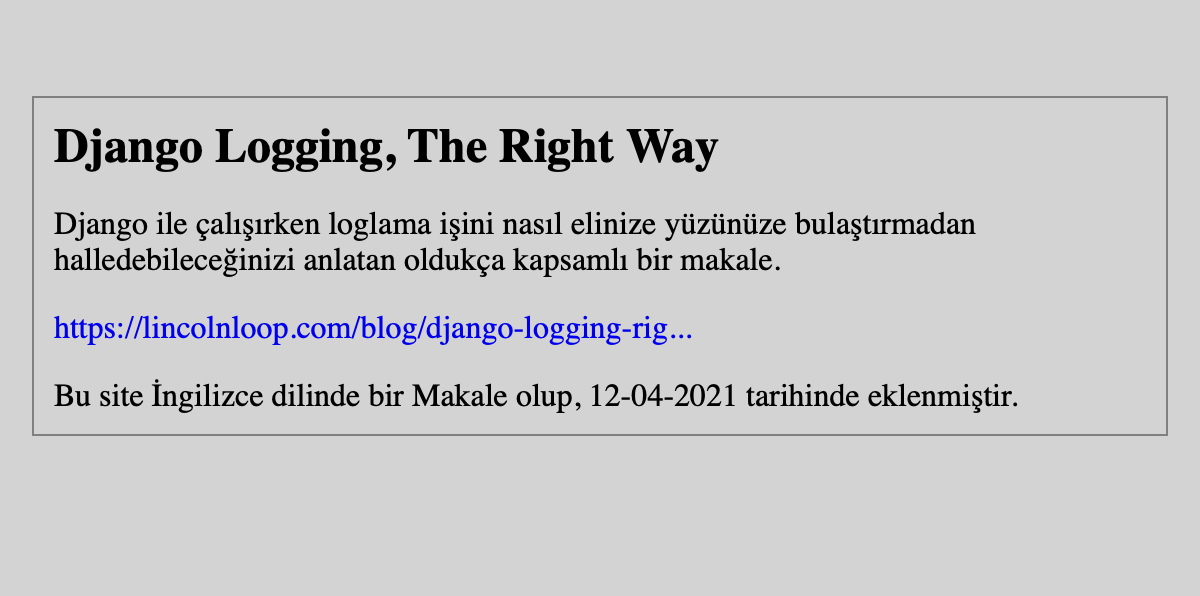 Django Logging, The Right Way
Django ile çalışırken loglama işini nasıl elinize yüzünüze bulaştırmadan
halledebileceğinizi anlatan oldukça kapsamlı bir makale.
https://lincolnloop.com/blog/django-logging-rig...
Bu site İngilizce dilinde bir Makale olup, 12-04-2021 tarihinde eklenmiştir.